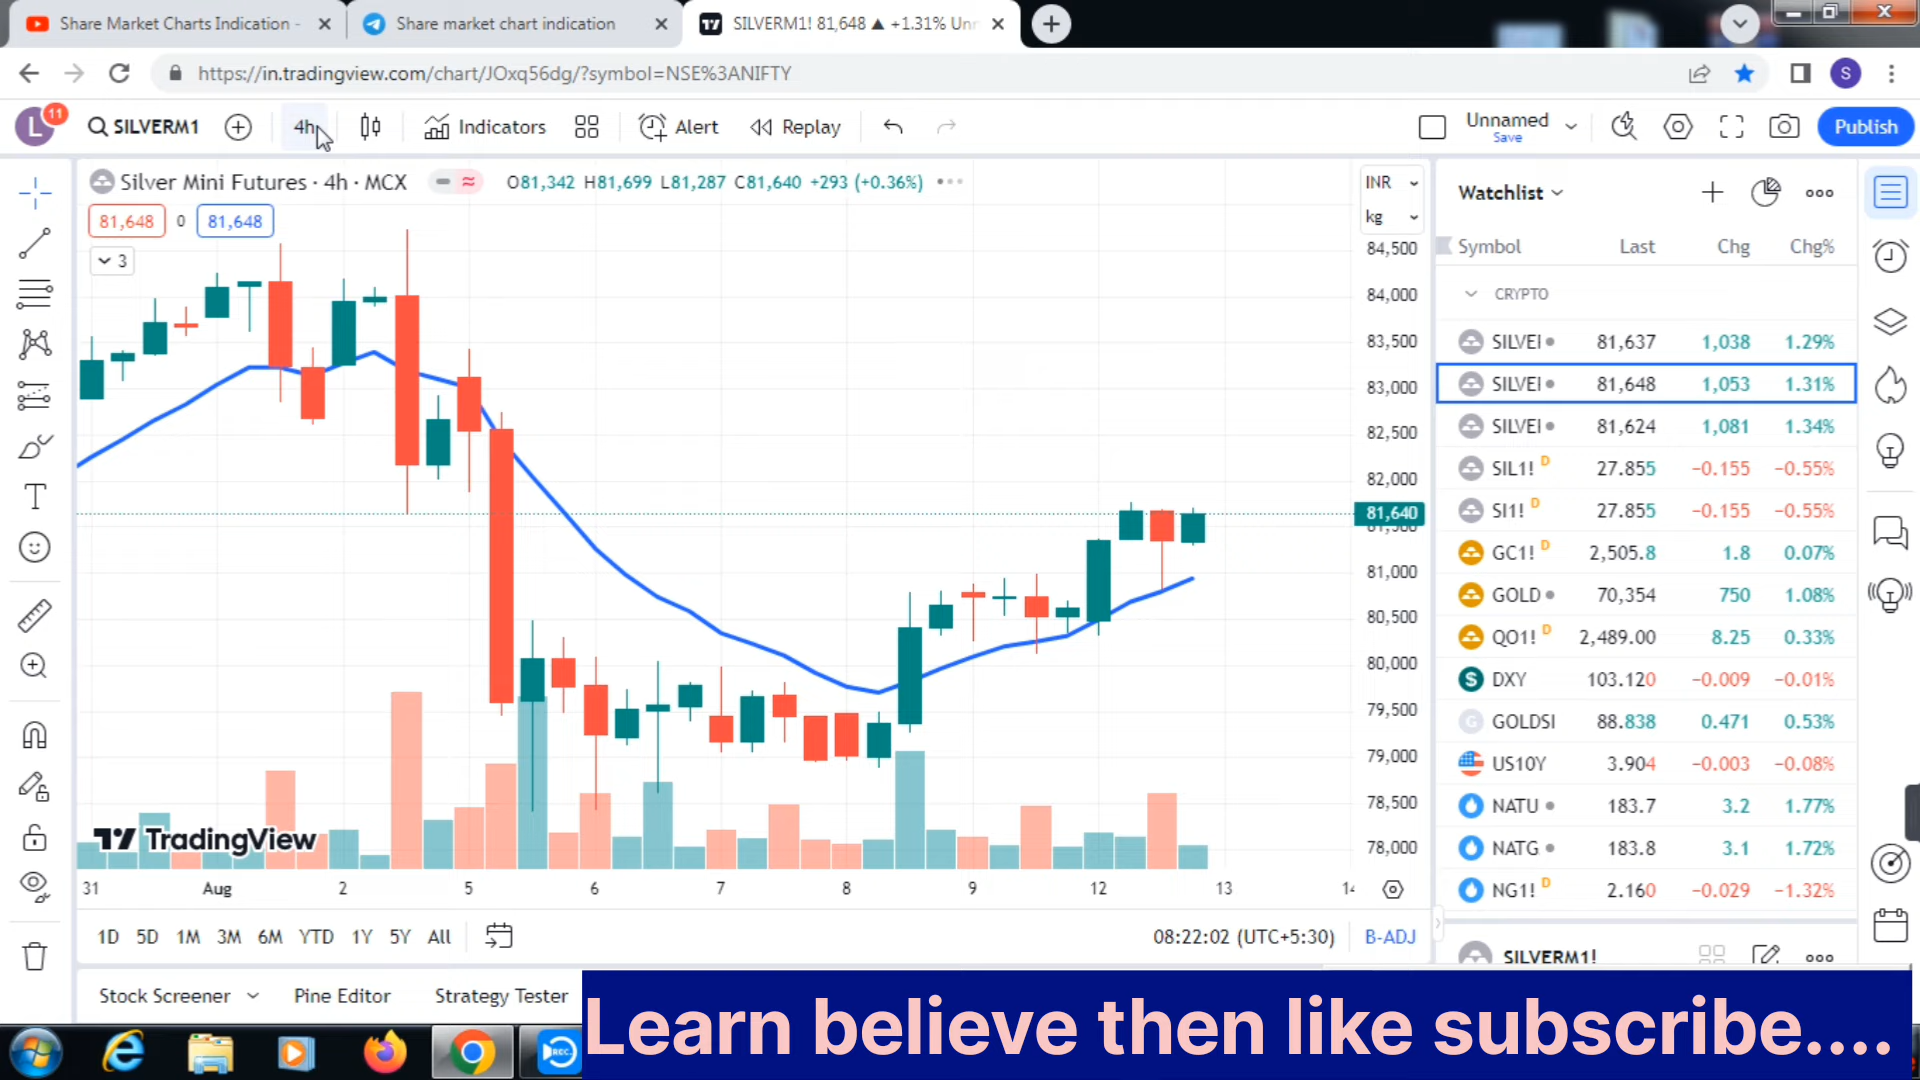 Share Market Charts Indication -
Share market chart indication
SILVERM1! 81,648 ▲ +1.31% Unn
https://in.tradingview.com/chart/JOxq56dg/?symbol=NSE%3ANIFTY
S
L 11
SILVERM1
4h
Indicators
Alert
Replay
Unnamed
Save
Publish
Silver Mini Futures · 4h · MCX
O81,342 H81,699 L81,287 C81,640 +293 (+0.36%)
81,648 0 81,648
3
INR
kg
84,500
84,000
83,500
83,000
82,500
82,000
81,640
81,500
81,000
80,500
80,000
79,500
79,000
78,500
78,000
TradingView
31 Aug 2 5 6 7 8 9 12 13 14
1D 5D 1M 3M 6M YTD 1Y 5Y All
08:22:02 (UTC+5:30) B-ADJ
Stock Screener Pine Editor Strategy Tester
Watchlist
Symbol Last Chg Chg%
CRYPTO
SILVEI 81,637 1,038 1.29%
SILVEI 81,648 1,053 1.31%
SILVEI 81,624 1,081 1.34%
SIL1! D 27.855 −0.155 −0.55%
SI1! D 27.855 −0.155 −0.55%
GC1! D 2,505.8 1.8 0.07%
GOLD 70,354 750 1.08%
QO1! D 2,489.00 8.25 0.33%
DXY 103.120 −0.009 −0.01%
GOLDSI 88.838 0.471 0.53%
US10Y 3.904 −0.003 −0.08%
NATU 183.7 3.2 1.77%
NATG 183.8 3.1 1.72%
NG1! D 2.160 −0.029 −1.32%
SILVERM1!
REC
Learn believe then like subscribe....